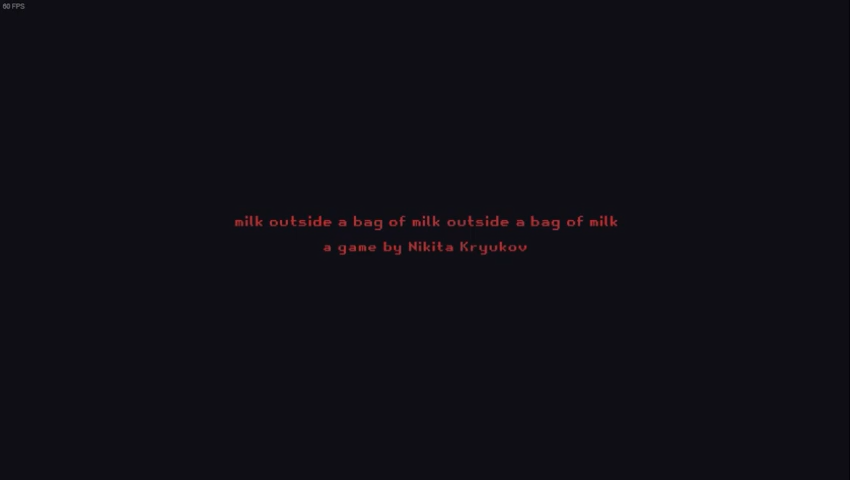 60 FPS
milk outside a bag of milk outside a bag of milk
a game by Nikita Kryukov